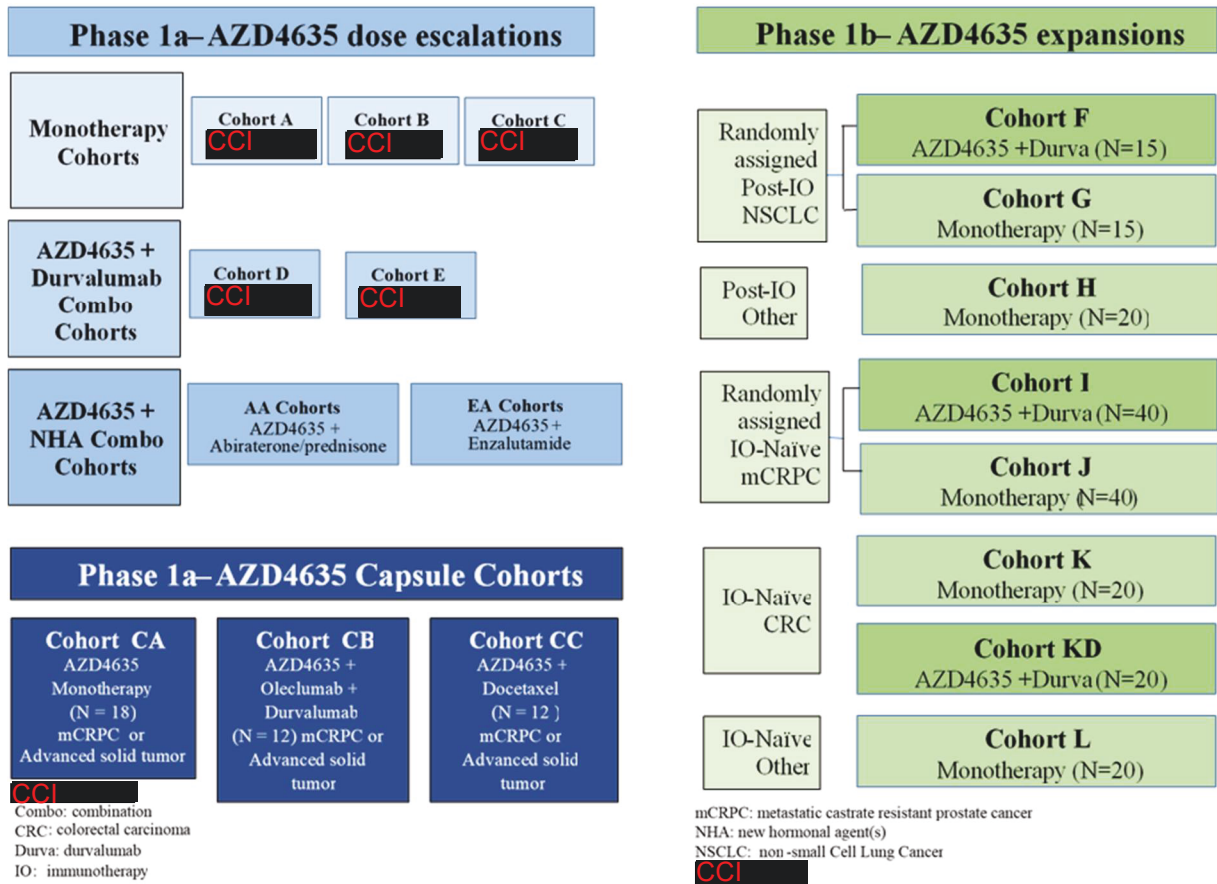 Phase 1a– AZD4635 dose escalations
Monotherapy
Cohorts
Cohort A
CCI
Cohort B
CCI
Cohort C
CCI
AZD4635 +
Durvalumab
Combo
Cohorts
Cohort D
CCI
Cohort E
CCI
AZD4635 +
NHA Combo
Cohorts
AA Cohorts
AZD4635 +
Abiraterone/prednisone
EA Cohorts
AZD4635 +
Enzalutamide
Phase 1a– AZD4635 Capsule Cohorts
Cohort CA
AZD4635
Monotherapy
(N = 18)
mCRPC or
Advanced solid tumor
Cohort CB
AZD4635 +
Oleclumab +
Durvalumab
(N = 12) mCRPC or
Advanced solid
tumor
Cohort CC
AZD4635 +
Docetaxel
(N = 12 )
mCRPC or
Advanced solid
tumor
CCI
Combo: combination
CRC: colorectal carcinoma
Durva: durvalumab
IO: immunotherapy
Phase 1b– AZD4635 expansions
Randomly
assigned
Post-IO
NSCLC
Cohort F
AZD4635 +Durva (N=15)
Cohort G
Monotherapy (N=15)
Post-IO
Other
Cohort H
Monotherapy (N=20)
Randomly
assigned
IO-Naïve
mCRPC
Cohort I
AZD4635 +Durva (N=40)
Cohort J
Monotherapy (N=40)
IO-Naïve
CRC
Cohort K
Monotherapy (N=20)
Cohort KD
AZD4635 +Durva (N=20)
IO-Naïve
Other
Cohort L
Monotherapy (N=20)
mCRPC: metastatic castrate resistant prostate cancer
NHA: new hormonal agent(s)
NSCLC: non-small Cell Lung Cancer
CCI